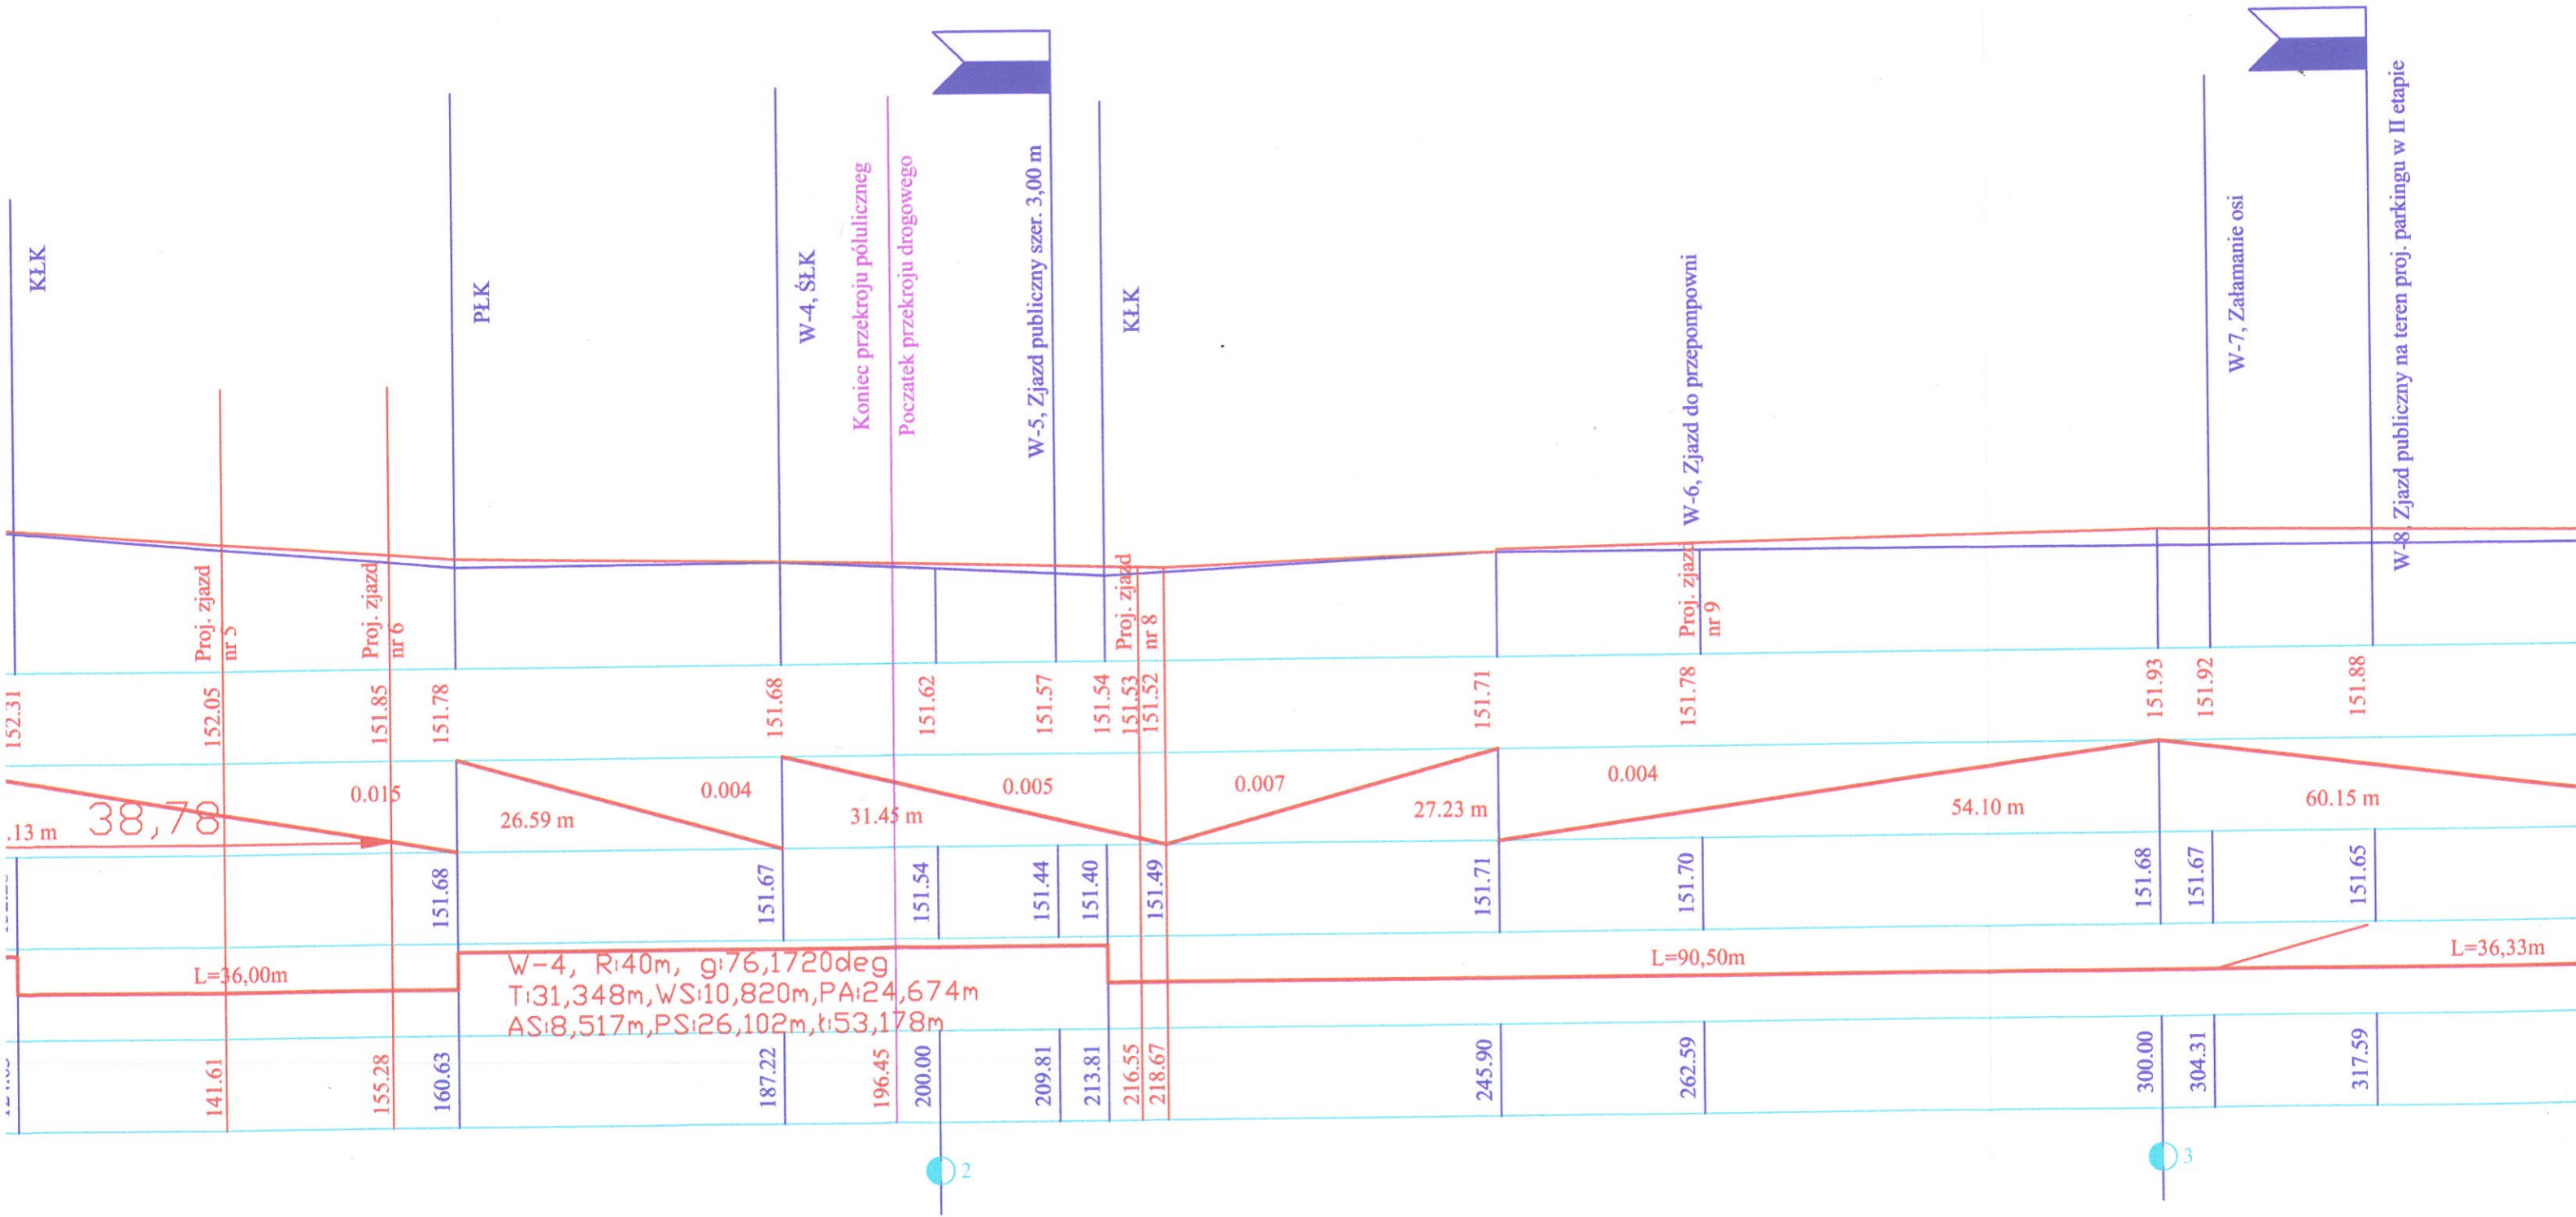 KŁK
PŁK
W-4, ŚŁK
Koniec przekroju półuliczneg
Poczatek przekroju drogowego
W-5, Zjazd publiczny szer. 3,00 m
KŁK
W-6, Zjazd do przepompowni
W-7, Załamanie osi
W-8, Zjazd publiczny na teren proj. parkingu w II etapie
Proj. zjazd
nr 5
Proj. zjazd
nr 6
Proj. zjazd
nr 8
Proj. zjazd
nr 9
152.31
152.05
151.85
151.78
151.68
151.62
151.57
151.54
151.53
151.52
151.71
151.78
151.93
151.92
151.88
.13 m
38,78
0.015
26.59 m
0.004
31.45 m
0.005
0.007
27.23 m
0.004
54.10 m
60.15 m
151.68
151.67
151.54
151.44
151.40
151.49
151.71
151.70
151.68
151.67
151.65
L=36,00m
W-4, R:40m, g:76,1720deg
T:31,348m,WS:10,820m,PA:24,674m
AS:8,517m,PS:26,102m,ł:53,178m
L=90,50m
L=36,33m
141.61
155.28
160.63
187.22
196.45
200.00
209.81
213.81
216.55
218.67
245.90
262.59
300.00
304.31
317.59
2
3